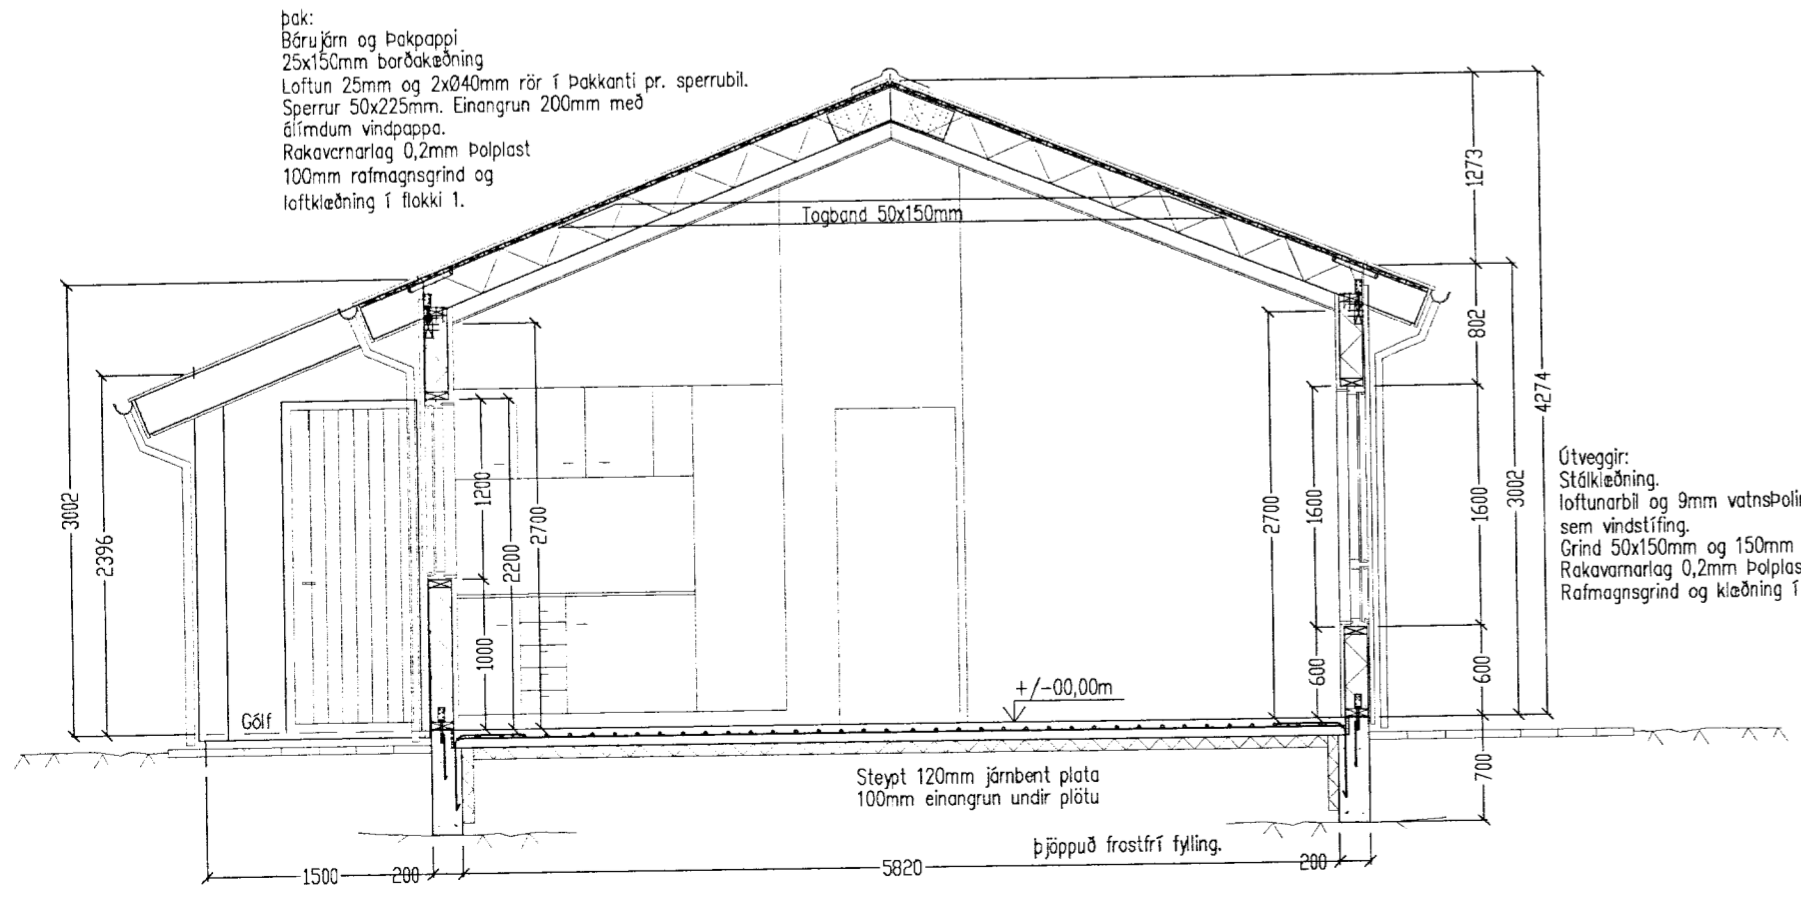 þak:
Bárujárn og Þakpappi
25x150mm borðakæðning
Loftun 25mm og 2xØ40mm rör í Þakkanti pr. sperrubil.
Sperrur 50x225mm. Einangrun 200mm með
álímdum vindpappa.
Rakavarnarlag 0,2mm Þolplast
100mm rafmagnsgrind og
loftklæðning í flokki 1.
Togband 50x150mm
1273
802
4274
3002
1600
600
700
2700
1600
600
Útveggir:
Stálklæðning.
loftunarbil og 9mm
sem vindstífing.
Grind 50x150mm og 150mm
Rakavarnarlag 0,2mm
Rafmagnsgrind og klæðning í
3002
2396
1200
2200
2700
1000
Gólf
+/-00,00m
Steypt 120mm járnbent plata
100mm einangrun undir plötu
þjöppuð frostfrí fylling.
1500
200
5820
200